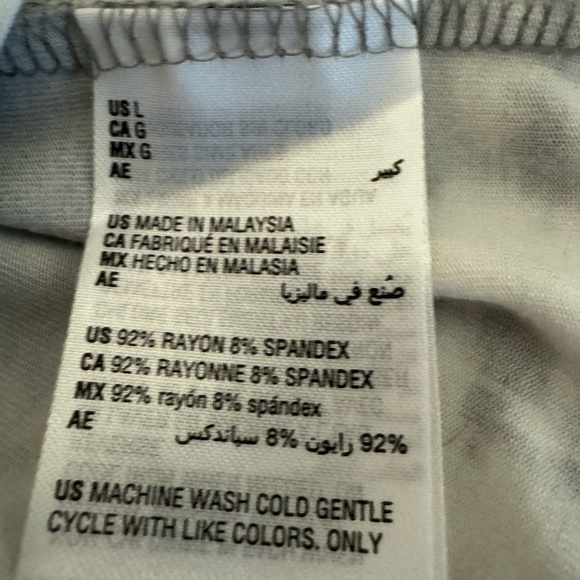 US L
CA G
MX G
AE كبير
US MADE IN MALAYSIA
CA FABRIQUÉ EN MALAISIE
MX HECHO EN MALASIA
AE صُنع في ماليزيا
US 92% RAYON 8% SPANDEX
CA 92% RAYONNE 8% SPANDEX
MX 92% rayón 8% spándex
AE 92% رايون 8% سباندكس
US MACHINE WASH COLD GENTLE
CYCLE WITH LIKE COLORS. ONLY